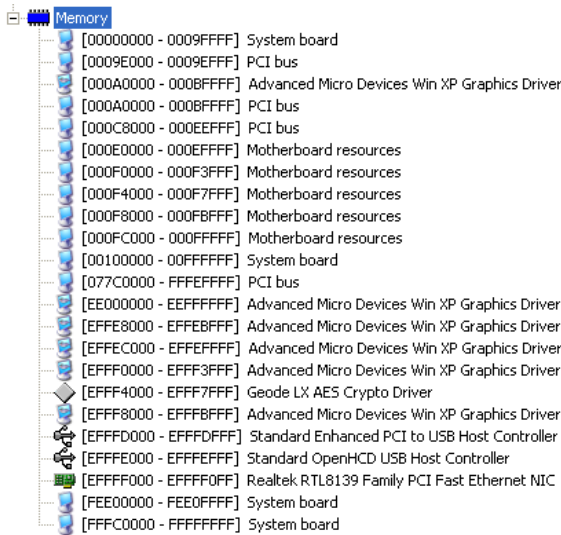 Memory
[00000000 - 0009FFFF] System board
[0009E000 - 0009EFFF] PCI bus
[000A0000 - 000BFFFF] Advanced Micro Devices Win XP Graphics Driver
[000A0000 - 000BFFFF] PCI bus
[000C8000 - 000EEFFF] PCI bus
[000E0000 - 000EFFFF] Motherboard resources
[000F0000 - 000F3FFF] Motherboard resources
[000F4000 - 000F7FFF] Motherboard resources
[000F8000 - 000FBFFF] Motherboard resources
[000FC000 - 000FFFFF] Motherboard resources
[00100000 - 00FFFFFF] System board
[077C0000 - FFFEFFFF] PCI bus
[EE000000 - EEFFFFFF] Advanced Micro Devices Win XP Graphics Driver
[EFFE8000 - EFFEBFFF] Advanced Micro Devices Win XP Graphics Driver
[EFFEC000 - EFFEFFFF] Advanced Micro Devices Win XP Graphics Driver
[EFFF0000 - EFFF3FFF] Advanced Micro Devices Win XP Graphics Driver
[EFFF4000 - EFFF7FFF] Geode LX AES Crypto Driver
[EFFF8000 - EFFFBFFF] Advanced Micro Devices Win XP Graphics Driver
[EFFFD000 - EFFFDFFF] Standard Enhanced PCI to USB Host Controller
[EFFFE000 - EFFFEFFF] Standard OpenHCD USB Host Controller
[EFFFF000 - EFFFF0FF] Realtek RTL8139 Family PCI Fast Ethernet NIC
[FEE00000 - FEE0FFFF] System board
[FFFC0000 - FFFFFFFF] System board